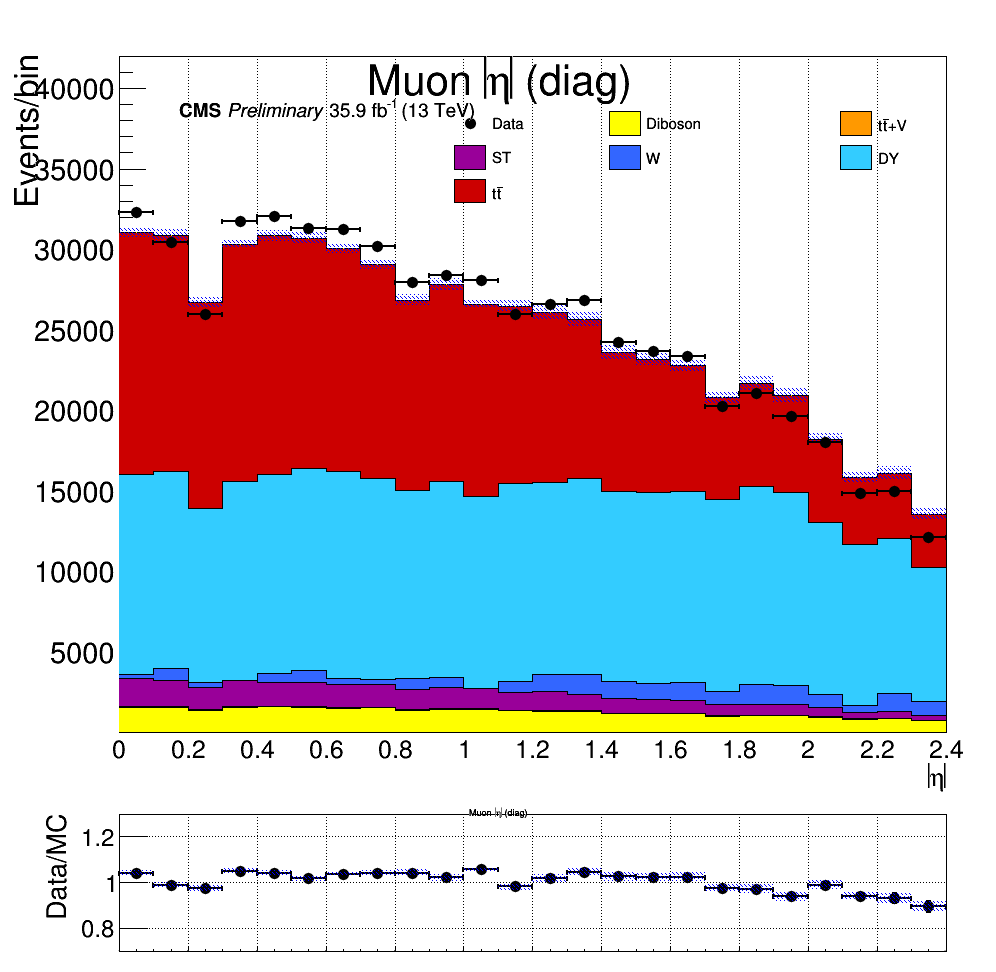 Muon |η| (diag)
CMS Preliminary 35.9 fb⁻¹ (13 TeV)
Data
Diboson
tt̄+V
ST
W
DY
tt̄
Events/bin
40000
35000
30000
25000
20000
15000
10000
5000
0 0.2 0.4 0.6 0.8 1 1.2 1.4 1.6 1.8 2 2.2 2.4
|η|
Muon |η| (diag)
Data/MC
1.2
1
0.8